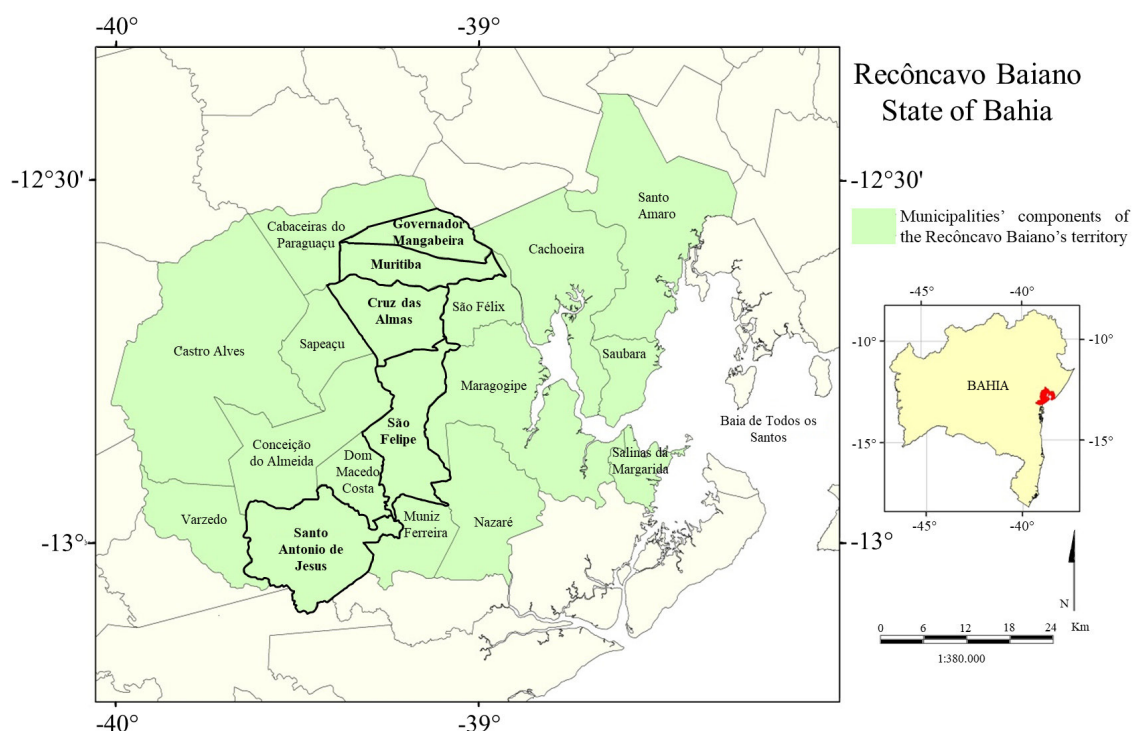 -40°
-39°
Recôncavo Baiano
State of Bahia
-12°30'
-12°30'
Municipalities' components of
the Recôncavo Baiano's territory
Santo
Amaro
Cabaceiras do
Paraguaçu
Governador
Mangabeira
Cachoeira
Muritiba
Cruz das
Almas
São Félix
Castro Alves
Sapeaçu
Saubara
Maragogipe
Baia de Todos os
Santos
São
Felipe
Conceição
do Almeida
Dom
Macedo
Costa
Salinas da
Margarida
Varzedo
Santo
Antonio de
Jesus
Muniz
Ferreira
Nazaré
-13°
-13°
-40°
-39°
-45°
-40°
-10°
-10°
BAHIA
-15°
-15°
-45°
-40°
N
0
6
12
18
24
Km
1:380.000